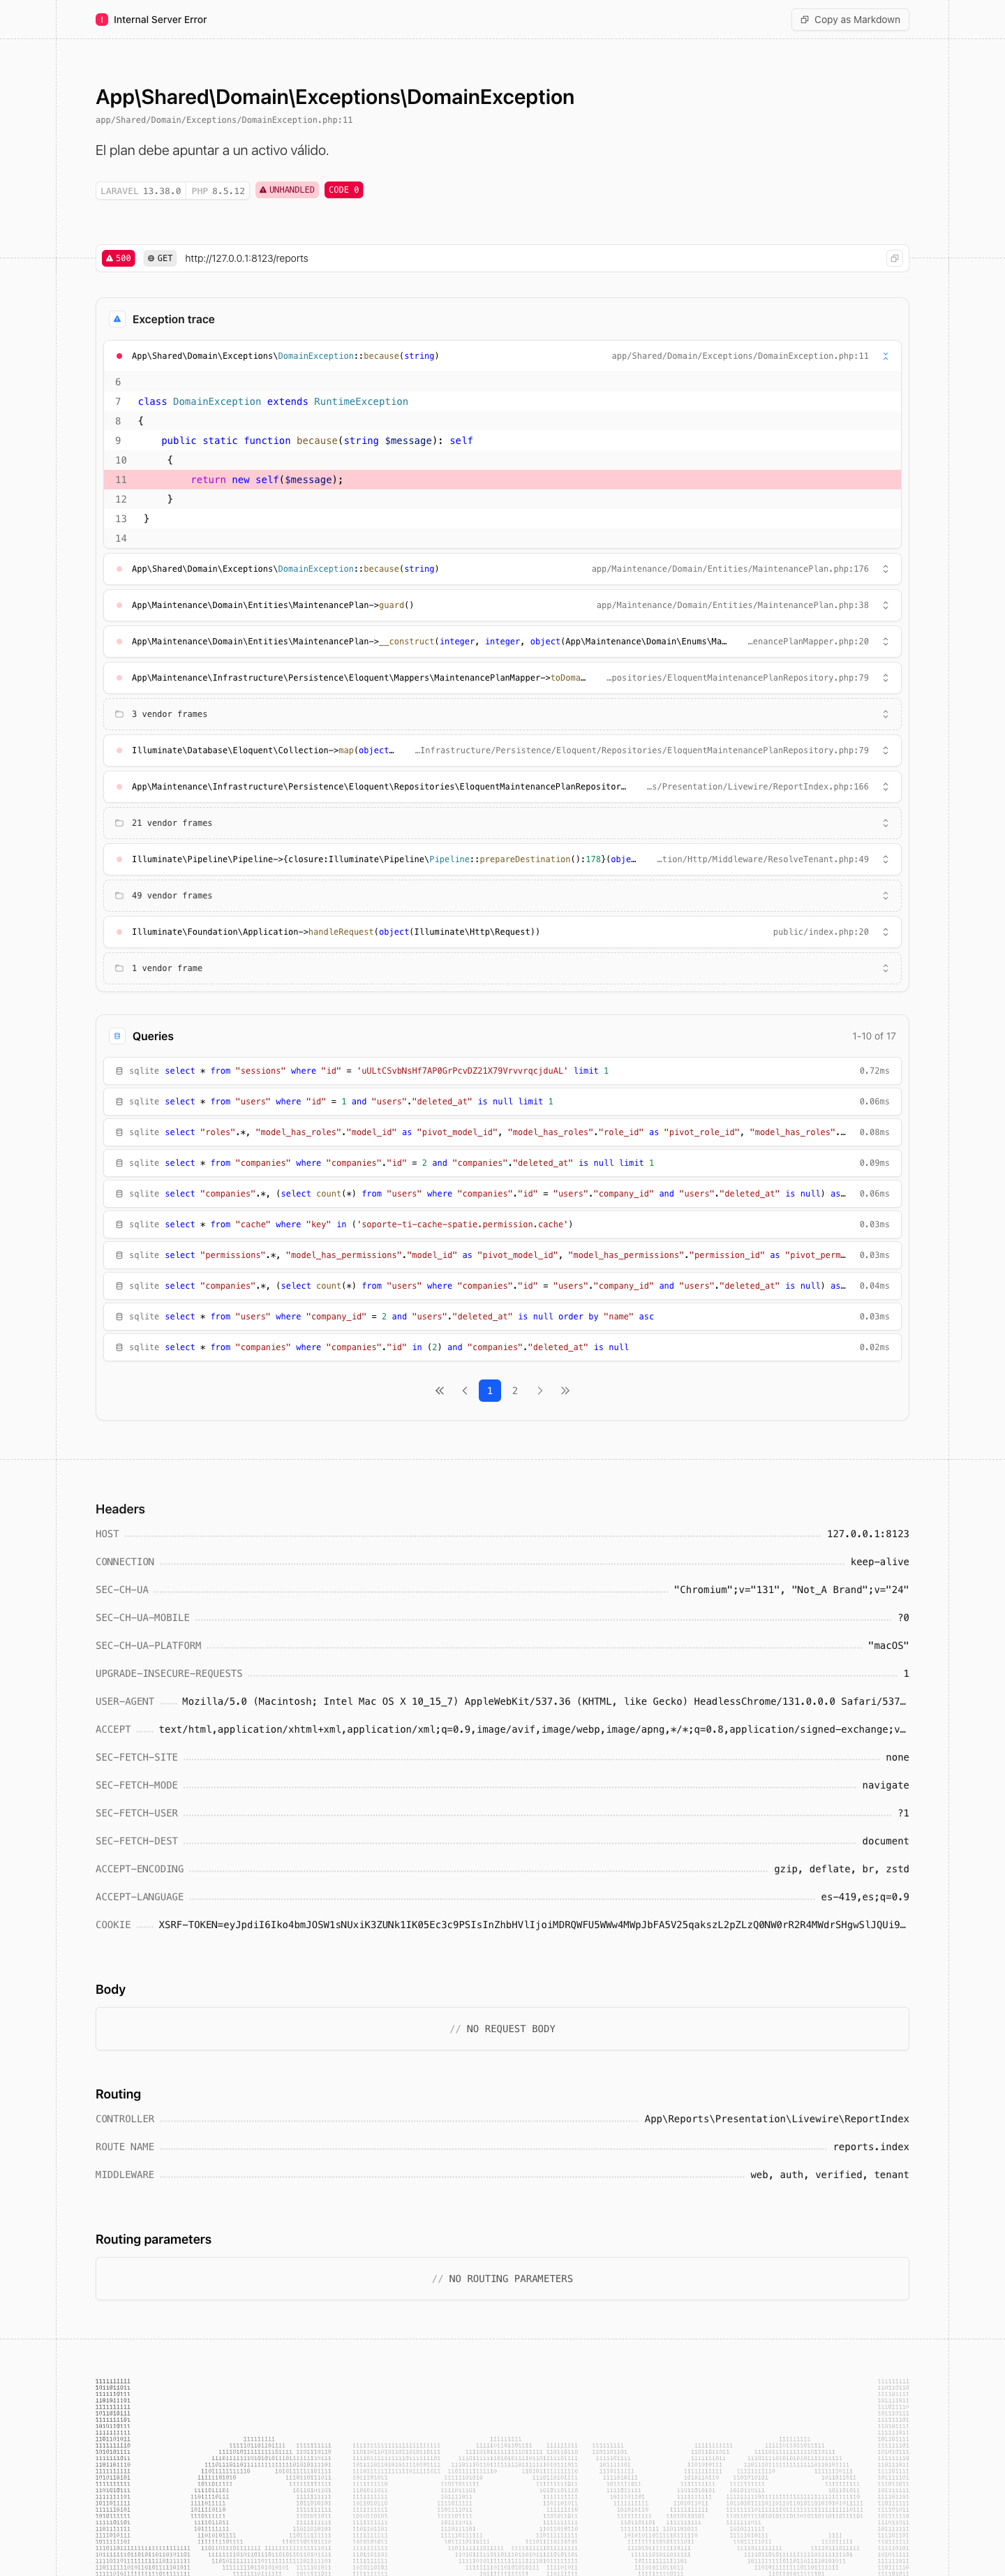 Internal Server Error
Copy as Markdown
App\Shared\Domain\Exceptions\DomainException
app/Shared/Domain/Exceptions/DomainException.php:11
El plan debe apuntar a un activo válido.
LARAVEL 13.38.0 PHP 8.5.12 UNHANDLED CODE 0
500 GET http://127.0.0.1:8123/reports
Exception trace
App\Shared\Domain\Exceptions\DomainException::because(string) app/Shared/Domain/Exceptions/DomainException.php:11
6
7 class DomainException extends RuntimeException
8 {
9 public static function because(string $message): self
10 {
11 return new self($message);
12 }
13 }
14
App\Shared\Domain\Exceptions\DomainException::because(string) app/Maintenance/Domain/Entities/MaintenancePlan.php:176
App\Maintenance\Domain\Entities\MaintenancePlan->guard() app/Maintenance/Domain/Entities/MaintenancePlan.php:38
App\Maintenance\Domain\Entities\MaintenancePlan->__construct(integer, integer, object(App\Maintenance\Domain\Enums\Ma… …enancePlanMapper.php:20
App\Maintenance\Infrastructure\Persistence\Eloquent\Mappers\MaintenancePlanMapper->toDoma… …positories/EloquentMaintenancePlanRepository.php:79
3 vendor frames
Illuminate\Database\Eloquent\Collection->map(object… …Infrastructure/Persistence/Eloquent/Repositories/EloquentMaintenancePlanRepository.php:79
App\Maintenance\Infrastructure\Persistence\Eloquent\Repositories\EloquentMaintenancePlanRepositor… …s/Presentation/Livewire/ReportIndex.php:166
21 vendor frames
Illuminate\Pipeline\Pipeline->{closure:Illuminate\Pipeline\Pipeline::prepareDestination():178}(obje… …tion/Http/Middleware/ResolveTenant.php:49
49 vendor frames
Illuminate\Foundation\Application->handleRequest(object(Illuminate\Http\Request)) public/index.php:20
1 vendor frame
Queries 1-10 of 17
sqlite select * from "sessions" where "id" = 'uULtCSvbNsHf7AP0GrPcvDZ21X79VrvvrqcjduAL' limit 1 0.72ms
sqlite select * from "users" where "id" = 1 and "users"."deleted_at" is null limit 1 0.06ms
sqlite select "roles".*, "model_has_roles"."model_id" as "pivot_model_id", "model_has_roles"."role_id" as "pivot_role_id", "model_has_roles".… 0.08ms
sqlite select * from "companies" where "companies"."id" = 2 and "companies"."deleted_at" is null limit 1 0.09ms
sqlite select "companies".*, (select count(*) from "users" where "companies"."id" = "users"."company_id" and "users"."deleted_at" is null) as… 0.06ms
sqlite select * from "cache" where "key" in ('soporte-ti-cache-spatie.permission.cache') 0.03ms
sqlite select "permissions".*, "model_has_permissions"."model_id" as "pivot_model_id", "model_has_permissions"."permission_id" as "pivot_perm… 0.03ms
sqlite select "companies".*, (select count(*) from "users" where "companies"."id" = "users"."company_id" and "users"."deleted_at" is null) as… 0.04ms
sqlite select * from "users" where "company_id" = 2 and "users"."deleted_at" is null order by "name" asc 0.03ms
sqlite select * from "companies" where "companies"."id" in (2) and "companies"."deleted_at" is null 0.02ms
1 2
Headers
HOST 127.0.0.1:8123
CONNECTION keep-alive
SEC-CH-UA "Chromium";v="131", "Not_A Brand";v="24"
SEC-CH-UA-MOBILE ?0
SEC-CH-UA-PLATFORM "macOS"
UPGRADE-INSECURE-REQUESTS 1
USER-AGENT Mozilla/5.0 (Macintosh; Intel Mac OS X 10_15_7) AppleWebKit/537.36 (KHTML, like Gecko) HeadlessChrome/131.0.0.0 Safari/537…
ACCEPT text/html,application/xhtml+xml,application/xml;q=0.9,image/avif,image/webp,image/apng,*/*;q=0.8,application/signed-exchange;v…
SEC-FETCH-SITE none
SEC-FETCH-MODE navigate
SEC-FETCH-USER ?1
SEC-FETCH-DEST document
ACCEPT-ENCODING gzip, deflate, br, zstd
ACCEPT-LANGUAGE es-419,es;q=0.9
COOKIE
Body
// NO REQUEST BODY
Routing
CONTROLLER App\Reports\Presentation\Livewire\ReportIndex
ROUTE NAME reports.index
MIDDLEWARE web, auth, verified, tenant
Routing parameters
// NO ROUTING PARAMETERS